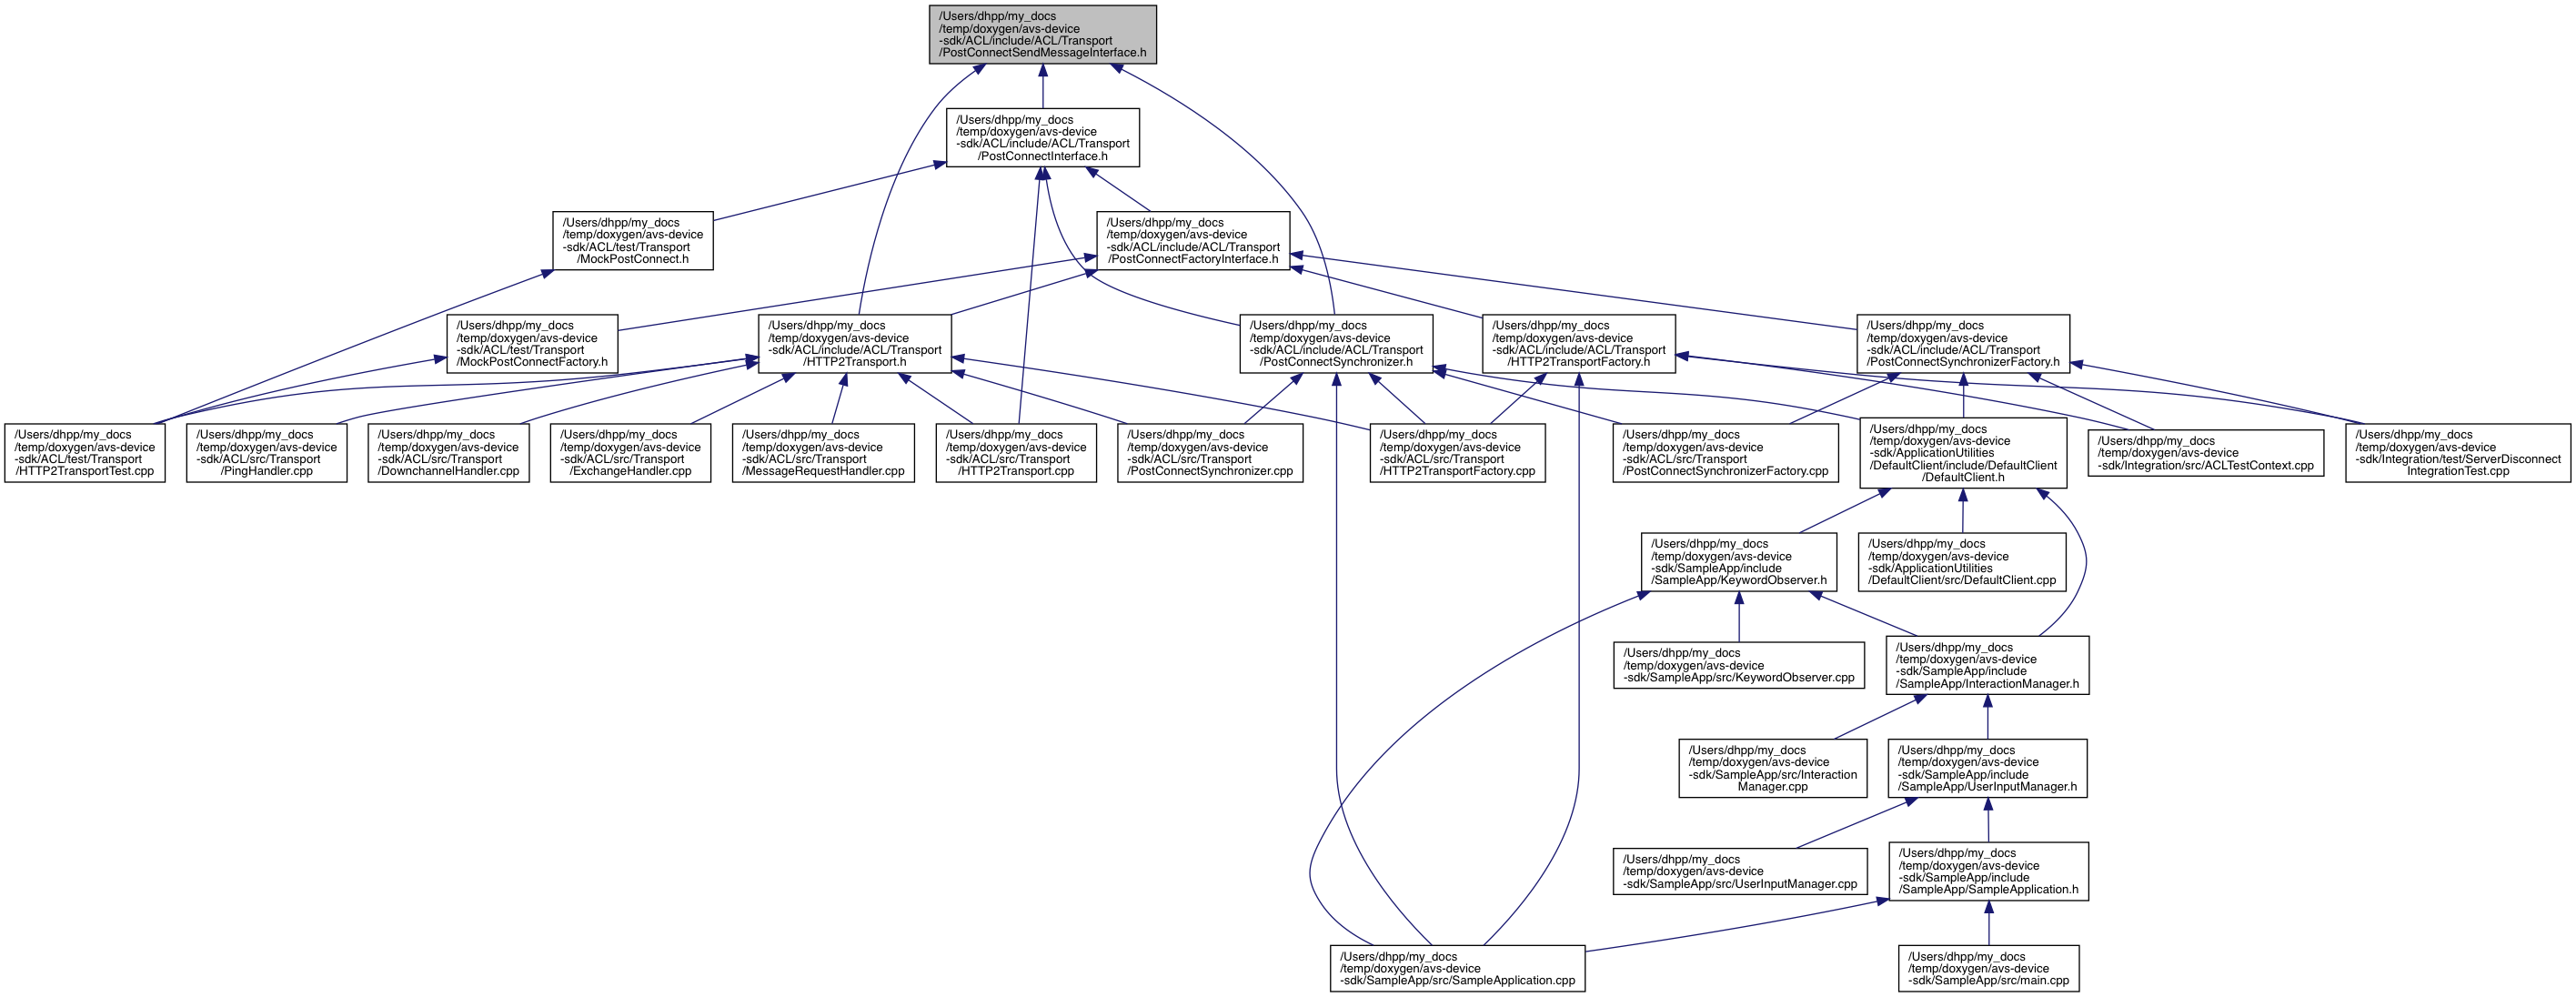 /Users/dhpp/my_docs
/temp/doxygen/avs-device
-sdk/ACL/include/ACL/Transport
/PostConnectSendMessageInterface.h
/Users/dhpp/my_docs
/temp/doxygen/avs-device
-sdk/ACL/include/ACL/Transport
/PostConnectInterface.h
/Users/dhpp/my_docs
/temp/doxygen/avs-device
-sdk/ACL/test/Transport
/MockPostConnect.h
/Users/dhpp/my_docs
/temp/doxygen/avs-device
-sdk/ACL/include/ACL/Transport
/PostConnectFactoryInterface.h
/Users/dhpp/my_docs
/temp/doxygen/avs-device
-sdk/ACL/test/Transport
/MockPostConnectFactory.h
/Users/dhpp/my_docs
/temp/doxygen/avs-device
-sdk/ACL/include/ACL/Transport
/HTTP2Transport.h
/Users/dhpp/my_docs
/temp/doxygen/avs-device
-sdk/ACL/include/ACL/Transport
/PostConnectSynchronizer.h
/Users/dhpp/my_docs
/temp/doxygen/avs-device
-sdk/ACL/include/ACL/Transport
/HTTP2TransportFactory.h
/Users/dhpp/my_docs
/temp/doxygen/avs-device
-sdk/ACL/include/ACL/Transport
/PostConnectSynchronizerFactory.h
/Users/dhpp/my_docs
/temp/doxygen/avs-device
-sdk/ACL/test/Transport
/HTTP2TransportTest.cpp
/Users/dhpp/my_docs
/temp/doxygen/avs-device
-sdk/ACL/src/Transport
/PingHandler.cpp
/Users/dhpp/my_docs
/temp/doxygen/avs-device
-sdk/ACL/src/Transport
/DownchannelHandler.cpp
/Users/dhpp/my_docs
/temp/doxygen/avs-device
-sdk/ACL/src/Transport
/ExchangeHandler.cpp
/Users/dhpp/my_docs
/temp/doxygen/avs-device
-sdk/ACL/src/Transport
/MessageRequestHandler.cpp
/Users/dhpp/my_docs
/temp/doxygen/avs-device
-sdk/ACL/src/Transport
/HTTP2Transport.cpp
/Users/dhpp/my_docs
/temp/doxygen/avs-device
-sdk/ACL/src/Transport
/PostConnectSynchronizer.cpp
/Users/dhpp/my_docs
/temp/doxygen/avs-device
-sdk/ACL/src/Transport
/HTTP2TransportFactory.cpp
/Users/dhpp/my_docs
/temp/doxygen/avs-device
-sdk/ACL/src/Transport
/PostConnectSynchronizerFactory.cpp
/Users/dhpp/my_docs
/temp/doxygen/avs-device
-sdk/ApplicationUtilities
/DefaultClient/include/DefaultClient
/DefaultClient.h
/Users/dhpp/my_docs
/temp/doxygen/avs-device
-sdk/Integration/src/ACLTestContext.cpp
/Users/dhpp/my_docs
/temp/doxygen/avs-device
-sdk/Integration/test/ServerDisconnect
IntegrationTest.cpp
/Users/dhpp/my_docs
/temp/doxygen/avs-device
-sdk/SampleApp/include
/SampleApp/KeywordObserver.h
/Users/dhpp/my_docs
/temp/doxygen/avs-device
-sdk/ApplicationUtilities
/DefaultClient/src/DefaultClient.cpp
/Users/dhpp/my_docs
/temp/doxygen/avs-device
-sdk/SampleApp/src/KeywordObserver.cpp
/Users/dhpp/my_docs
/temp/doxygen/avs-device
-sdk/SampleApp/include
/SampleApp/InteractionManager.h
/Users/dhpp/my_docs
/temp/doxygen/avs-device
-sdk/SampleApp/src/Interaction
Manager.cpp
/Users/dhpp/my_docs
/temp/doxygen/avs-device
-sdk/SampleApp/include
/SampleApp/UserInputManager.h
/Users/dhpp/my_docs
/temp/doxygen/avs-device
-sdk/SampleApp/src/UserInputManager.cpp
/Users/dhpp/my_docs
/temp/doxygen/avs-device
-sdk/SampleApp/include
/SampleApp/SampleApplication.h
/Users/dhpp/my_docs
/temp/doxygen/avs-device
-sdk/SampleApp/src/SampleApplication.cpp
/Users/dhpp/my_docs
/temp/doxygen/avs-device
-sdk/SampleApp/src/main.cpp